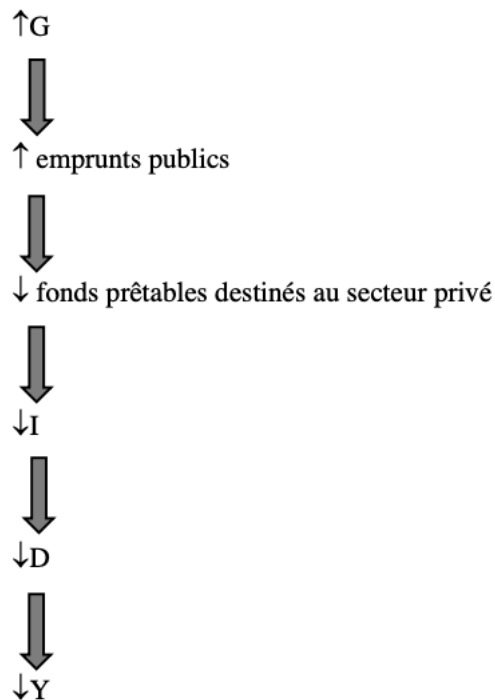 ↑G
↑ emprunts publics
↓ fonds prêtables destinés au secteur privé
↓I
↓D
↓Y